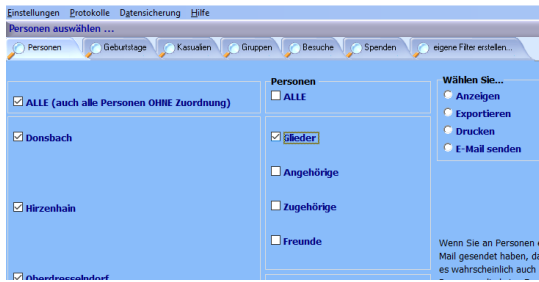 Einstellungen Protokolle Datensicherung Hilfe
Personen auswählen ...
Personen Geburtstage Kasualien Gruppen Besuche Spenden eigene Filter erstellen...
ALLE (auch alle Personen OHNE Zuordnung)
Donsbach
Hirzenhain
Oberdresselndorf
Personen
ALLE
Glieder
Angehörige
Zugehörige
Freunde
Wählen Sie...
Anzeigen
Exportieren
Drucken
E-Mail senden
Wenn Sie an Personen
Mail gesendet haben, da
es wahrscheinlich auch